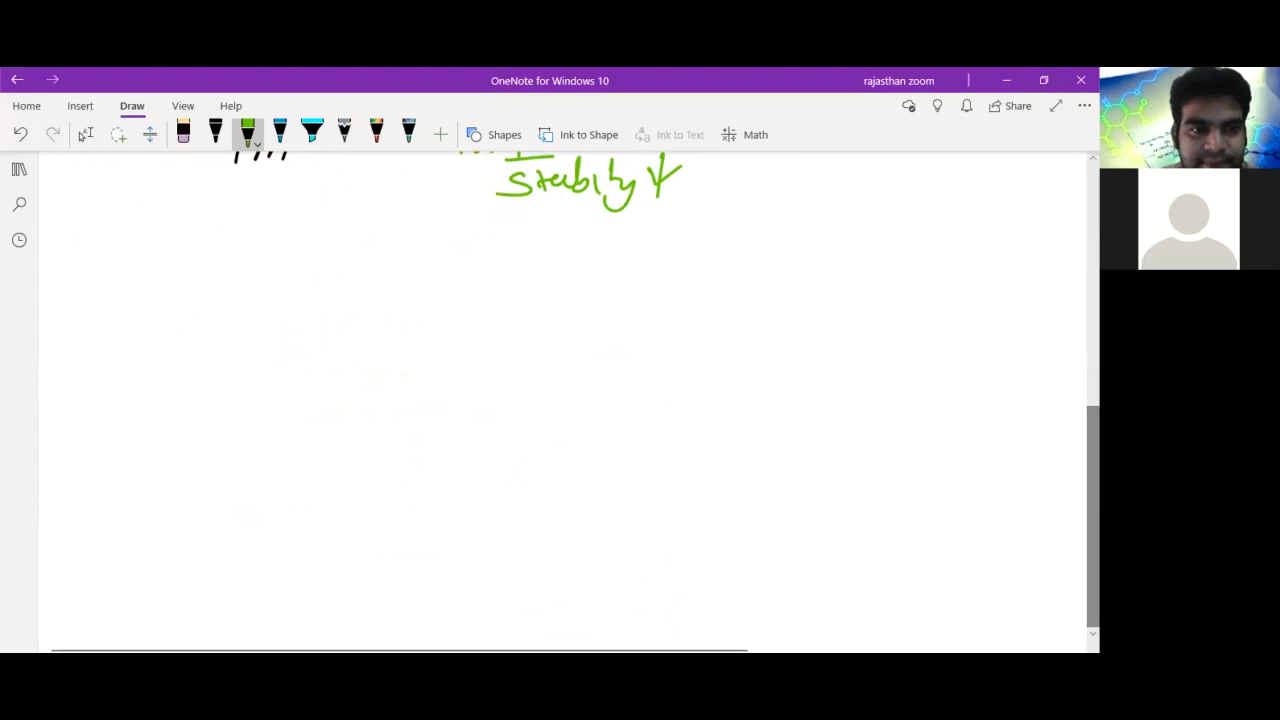 OneNote for Windows 10
rajasthan zoom
Home Insert Draw View Help
Share
Shapes Ink to Shape Ink to Text Math
Stability ↓